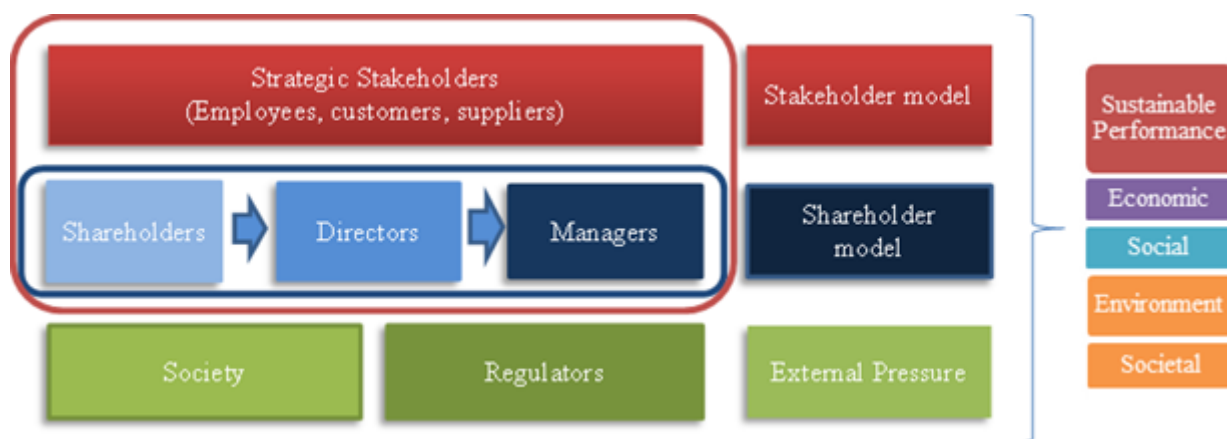 Strategic Stakeholders
(Employees, customers, suppliers)
Stakeholder model
Shareholders
Directors
Managers
Shareholder
model
Society
Regulators
External Pressure
Sustainable
Performance
Economic
Social
Environment
Societal